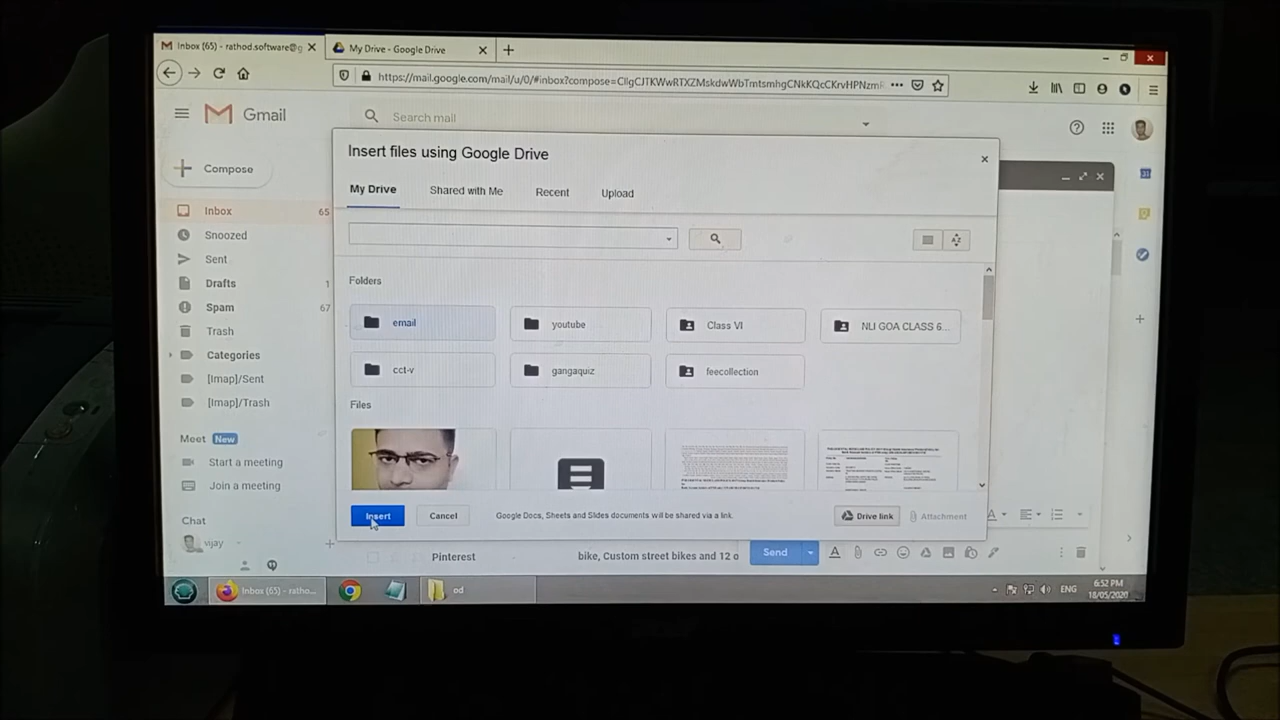 Inbox (65) - rathod.software@g
My Drive - Google Drive
https://mail.google.com/mail/u/0/#inbox?compose=
Gmail
Search mail
Compose
Inbox 65
Snoozed
Sent
Drafts 1
Spam 67
Trash
Categories
[Imap]/Sent
[Imap]/Trash
Meet New
Start a meeting
Join a meeting
Chat
vijay
Insert files using Google Drive
My Drive Shared with Me Recent Upload
Folders
email youtube Class VI NLI GOA CLASS 6...
cct-v gangaquiz feecollection
Files
Insert Cancel Google Docs, Sheets and Slides documents will be shared via a link. Drive link Attachment
Pinterest bike, Custom street bikes and 12 o Send
Inbox (65) - ratho... od ENG 6:52 PM
18/05/2020